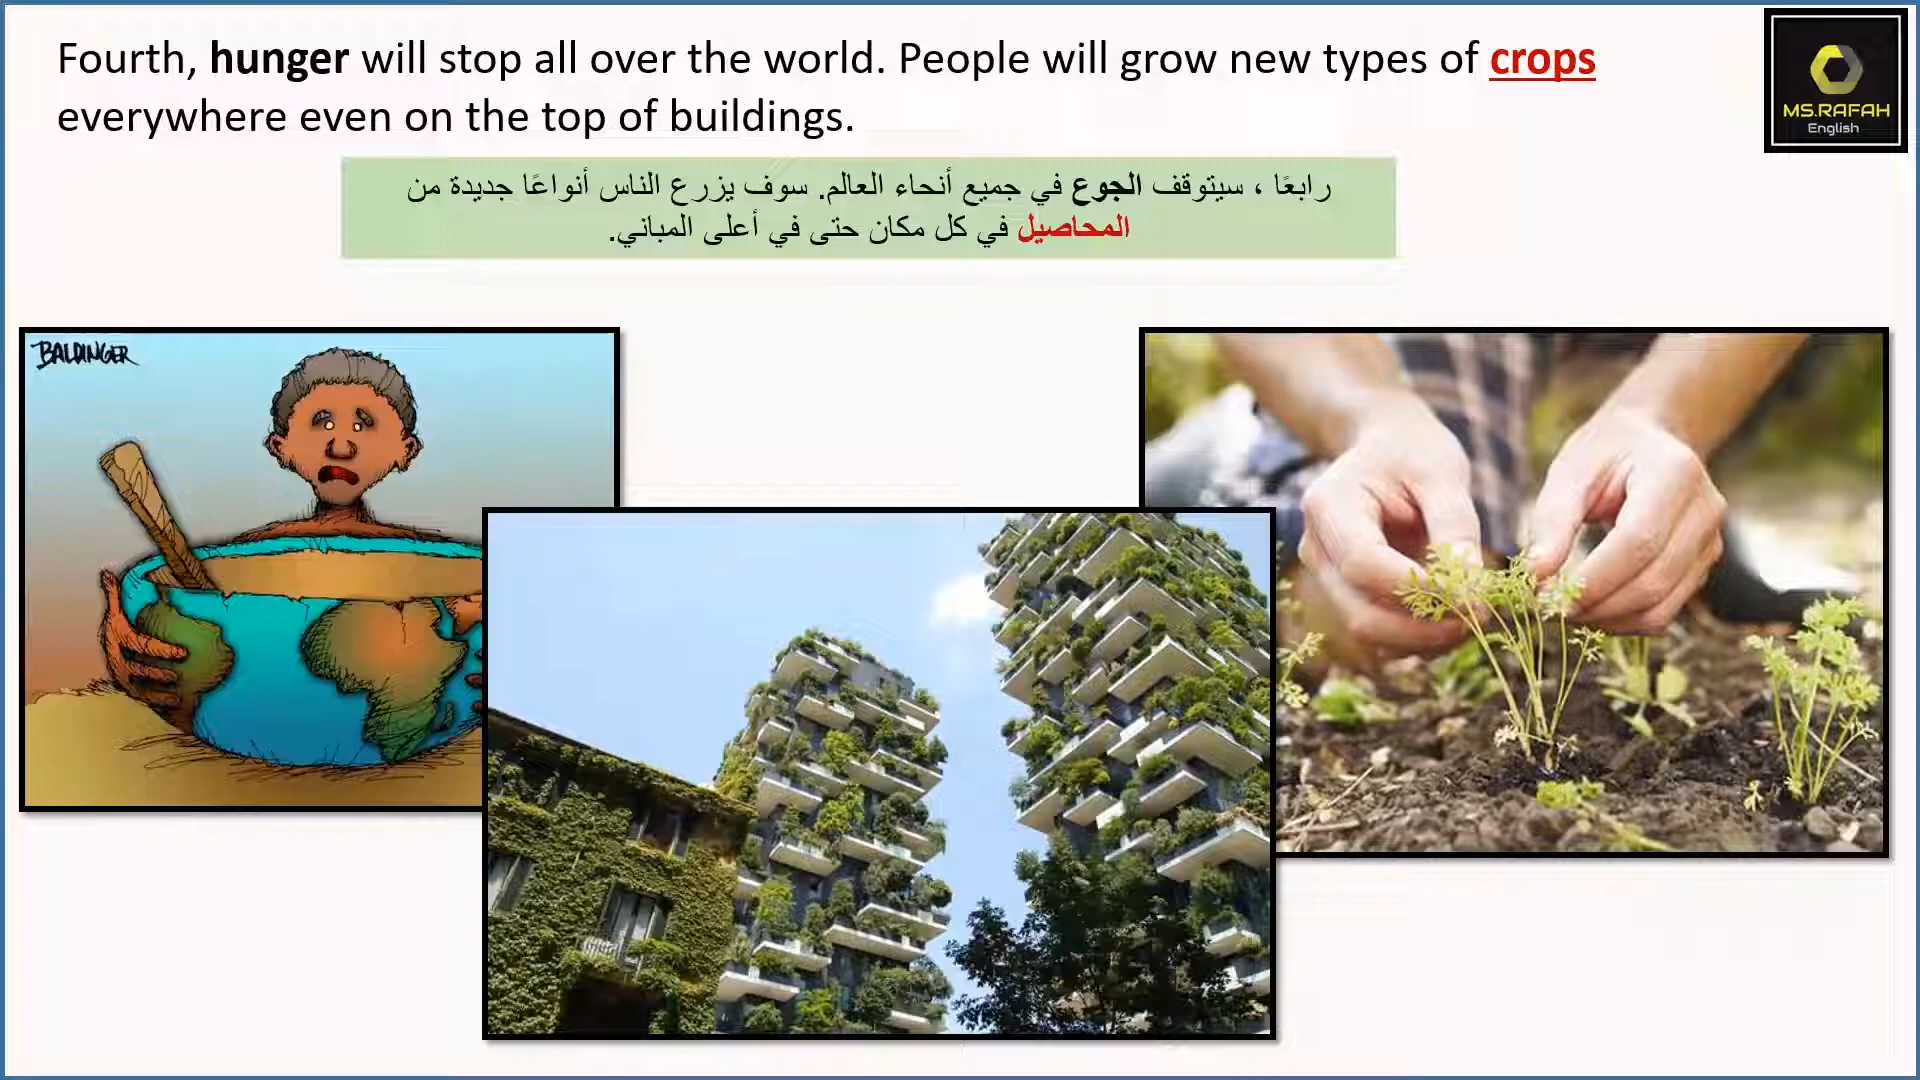 Fourth, hunger will stop all over the world. People will grow new types of crops
everywhere even on the top of buildings.
MS.RAFAH
English
رابعًا ، سيتوقف الجوع في جميع أنحاء العالم. سوف يزرع الناس أنواعًا جديدة من
المحاصيل في كل مكان حتى في أعلى المباني.
BALDINGER